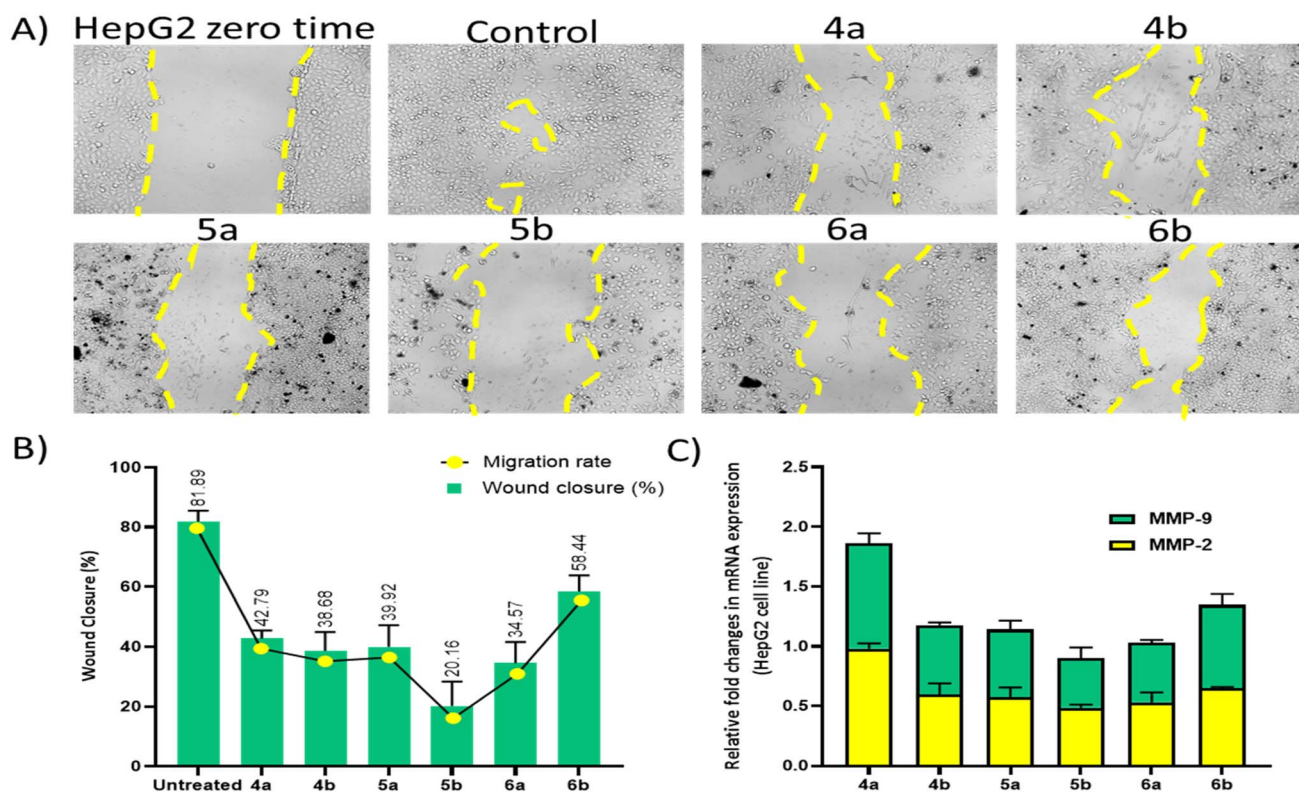 A)
HepG2 zero time
Control
4a
4b
5a
5b
6a
6b
B)
Migration rate
Wound closure (%)
Wound Closure (%)
100
80
60
40
20
0
81.89
42.79
38.68
39.92
20.16
34.57
58.44
Untreated 4a 4b 5a 5b 6a 6b
C)
MMP-9
MMP-2
Relative fold changes in mRNA expression
(HepG2 cell line)
2.5
2.0
1.5
1.0
0.5
0.0
4a 4b 5a 5b 6a 6b